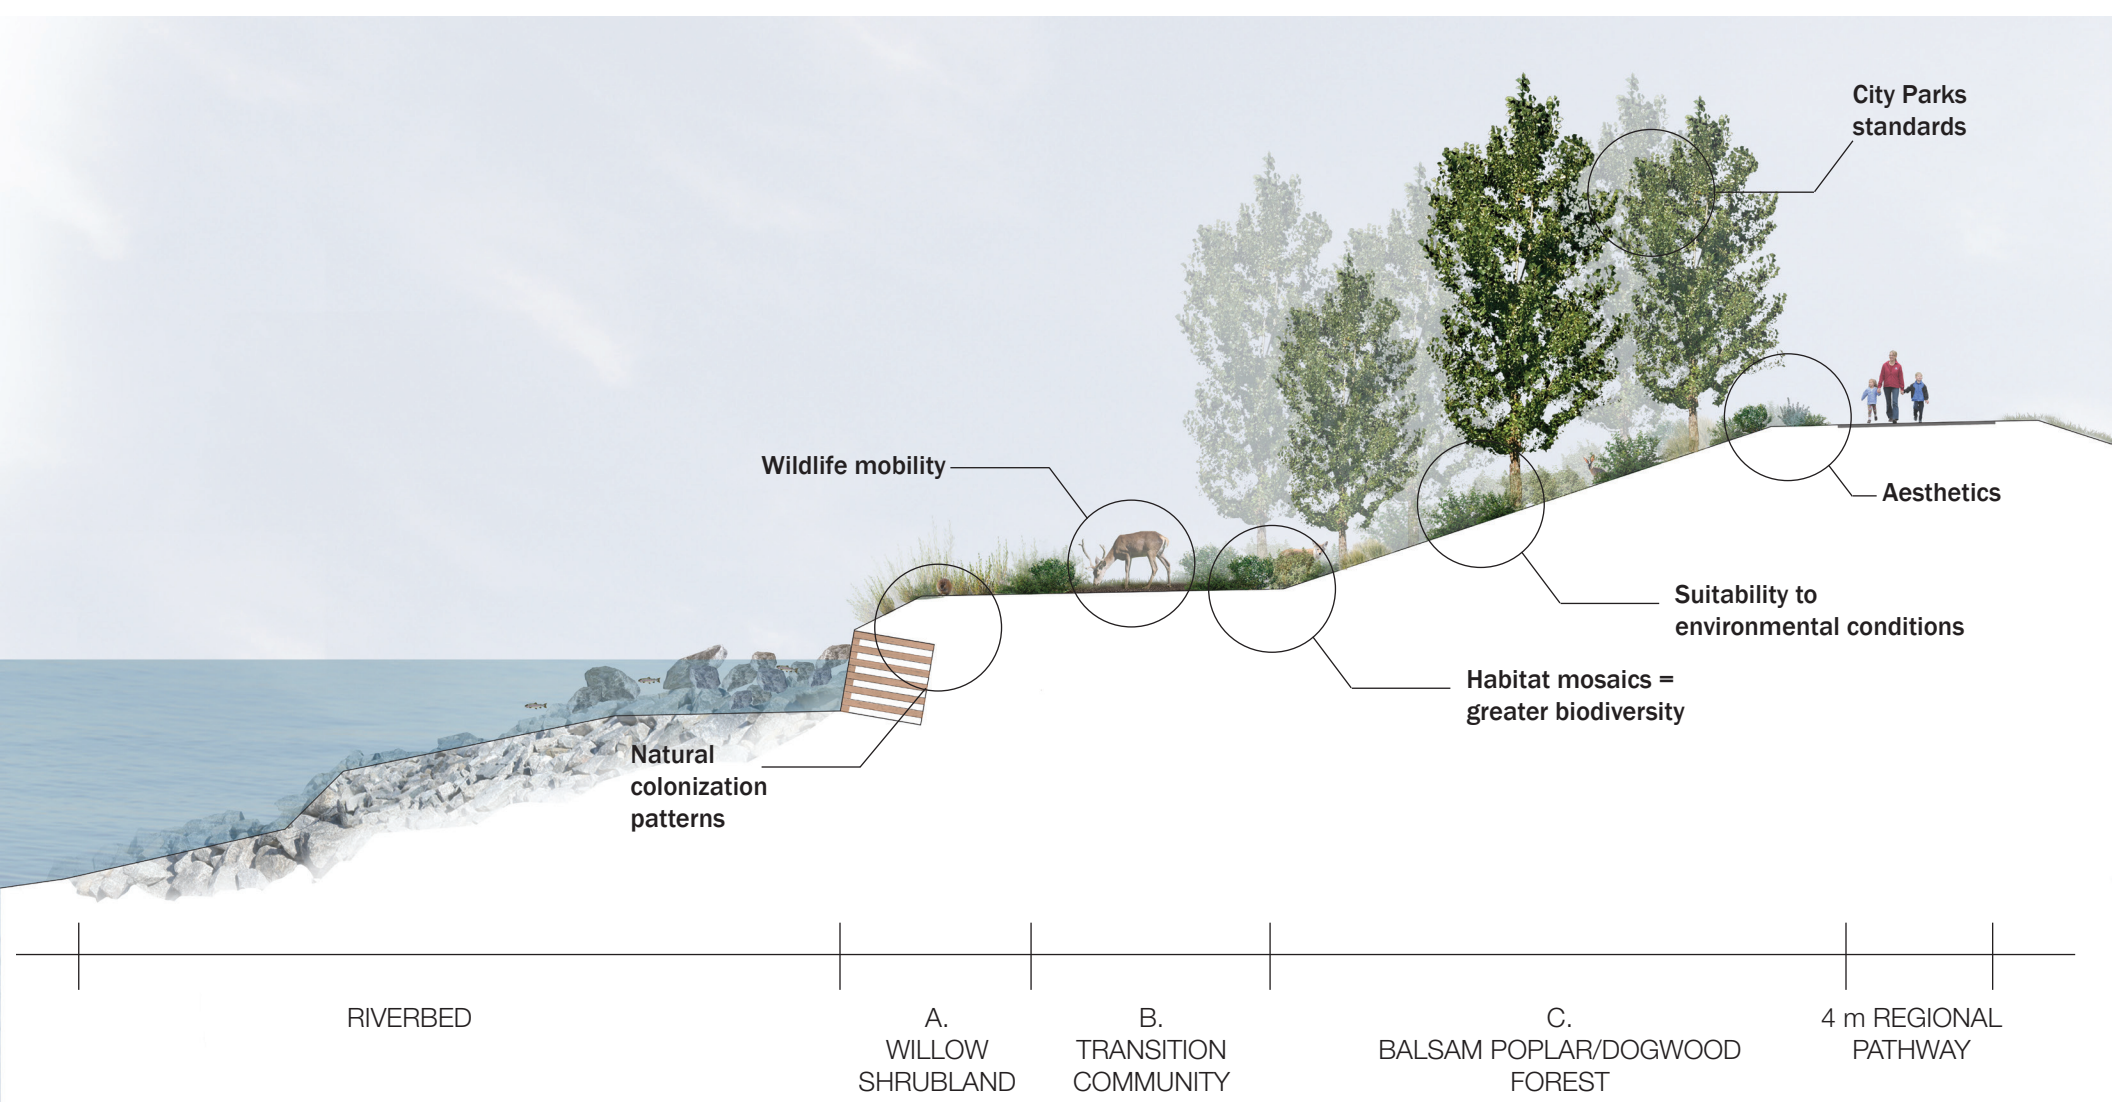 City Parks
standards
Wildlife mobility
Aesthetics
Suitability to
environmental conditions
Habitat mosaics =
greater biodiversity
Natural
colonization
patterns
RIVERBED
A.
WILLOW
SHRUBLAND
B.
TRANSITION
COMMUNITY
C.
BALSAM POPLAR/DOGWOOD
FOREST
4 m REGIONAL
PATHWAY